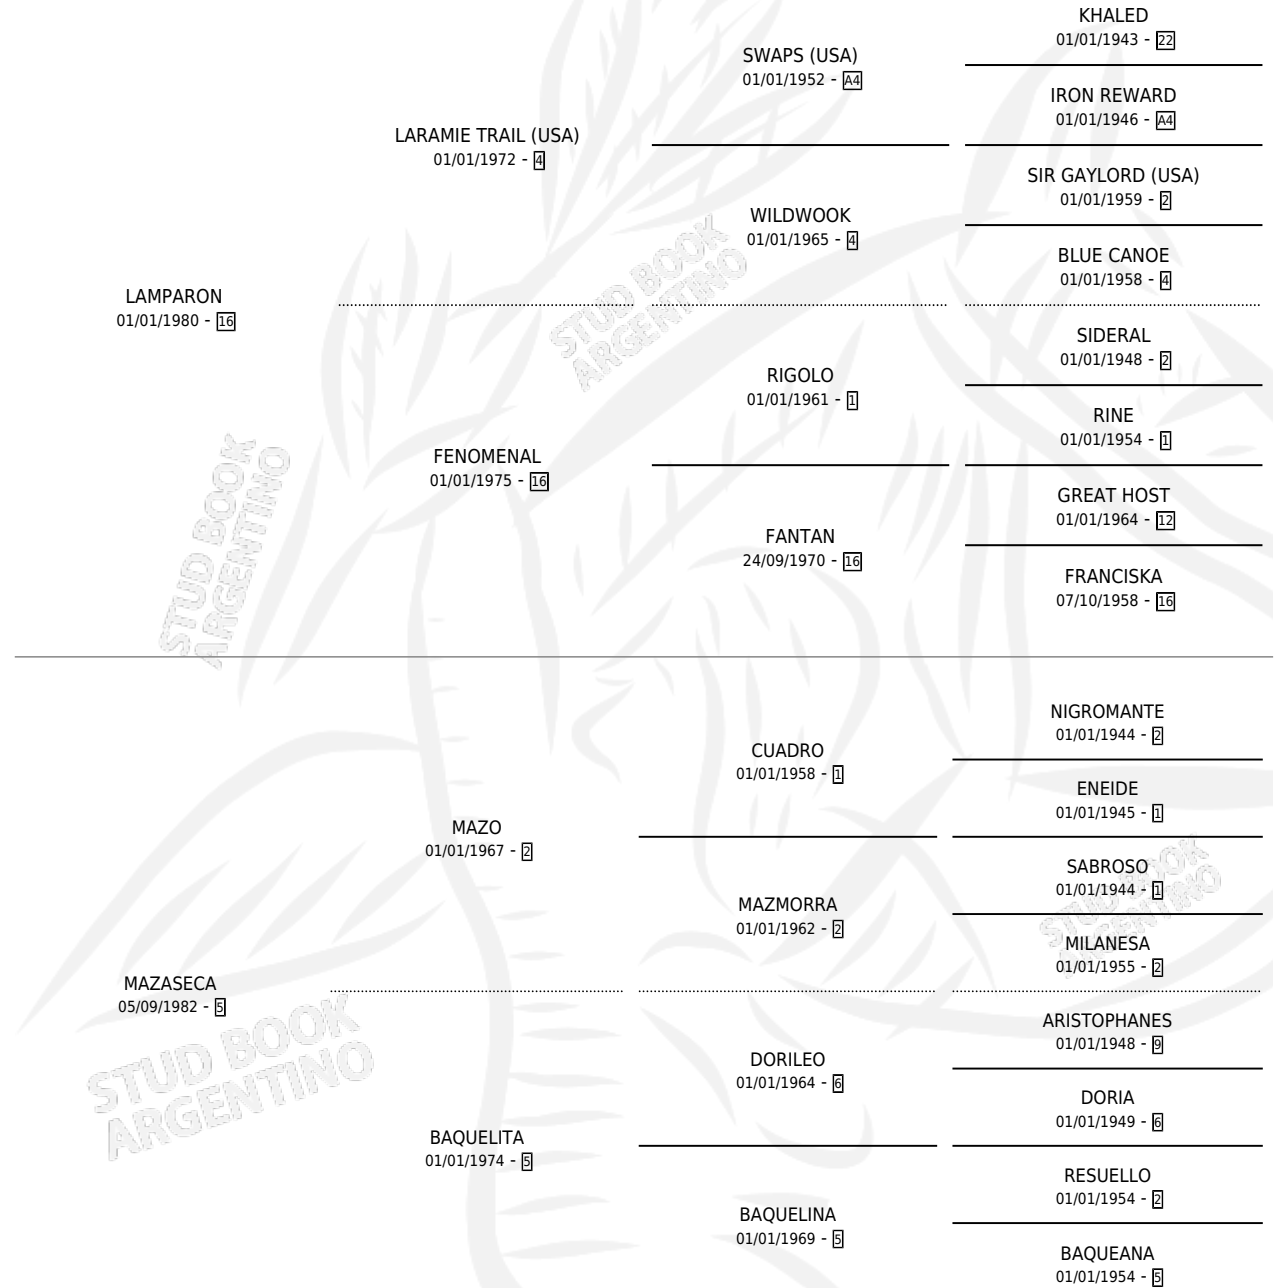 KHALED
01/01/1943 - 22
SWAPS (USA)
01/01/1952 - A4
IRON REWARD
01/01/1946 - A4
LARAMIE TRAIL (USA)
01/01/1972 - 4
SIR GAYLORD (USA)
01/01/1959 - 2
WILDWOOK
01/01/1965 - 4
BLUE CANOE
01/01/1958 - 4
LAMPARON
01/01/1980 - 16
SIDERAL
01/01/1948 - 2
RIGOLO
01/01/1961 - 1
RINE
01/01/1954 - 1
FENOMENAL
01/01/1975 - 16
GREAT HOST
01/01/1964 - 12
FANTAN
24/09/1970 - 16
FRANCISKA
07/10/1958 - 16
NIGROMANTE
01/01/1944 - 2
CUADRO
01/01/1958 - 1
ENEIDE
01/01/1945 - 1
MAZO
01/01/1967 - 2
SABROSO
01/01/1944 - 1
MAZMORRA
01/01/1962 - 2
MILANESA
01/01/1955 - 2
MAZASECA
05/09/1982 - 5
ARISTOPHANES
01/01/1948 - 9
DORILEO
01/01/1964 - 6
DORIA
01/01/1949 - 6
BAQUELITA
01/01/1974 - 5
RESUELLO
01/01/1954 - 2
BAQUELINA
01/01/1969 - 5
BAQUEANA
01/01/1954 - 5
STUD BOOK
ARGENTINO
STUD BOOK
ARGENTINO
STUD BOOK
ARGENTINO
STUD BOOK
ARGENTINO